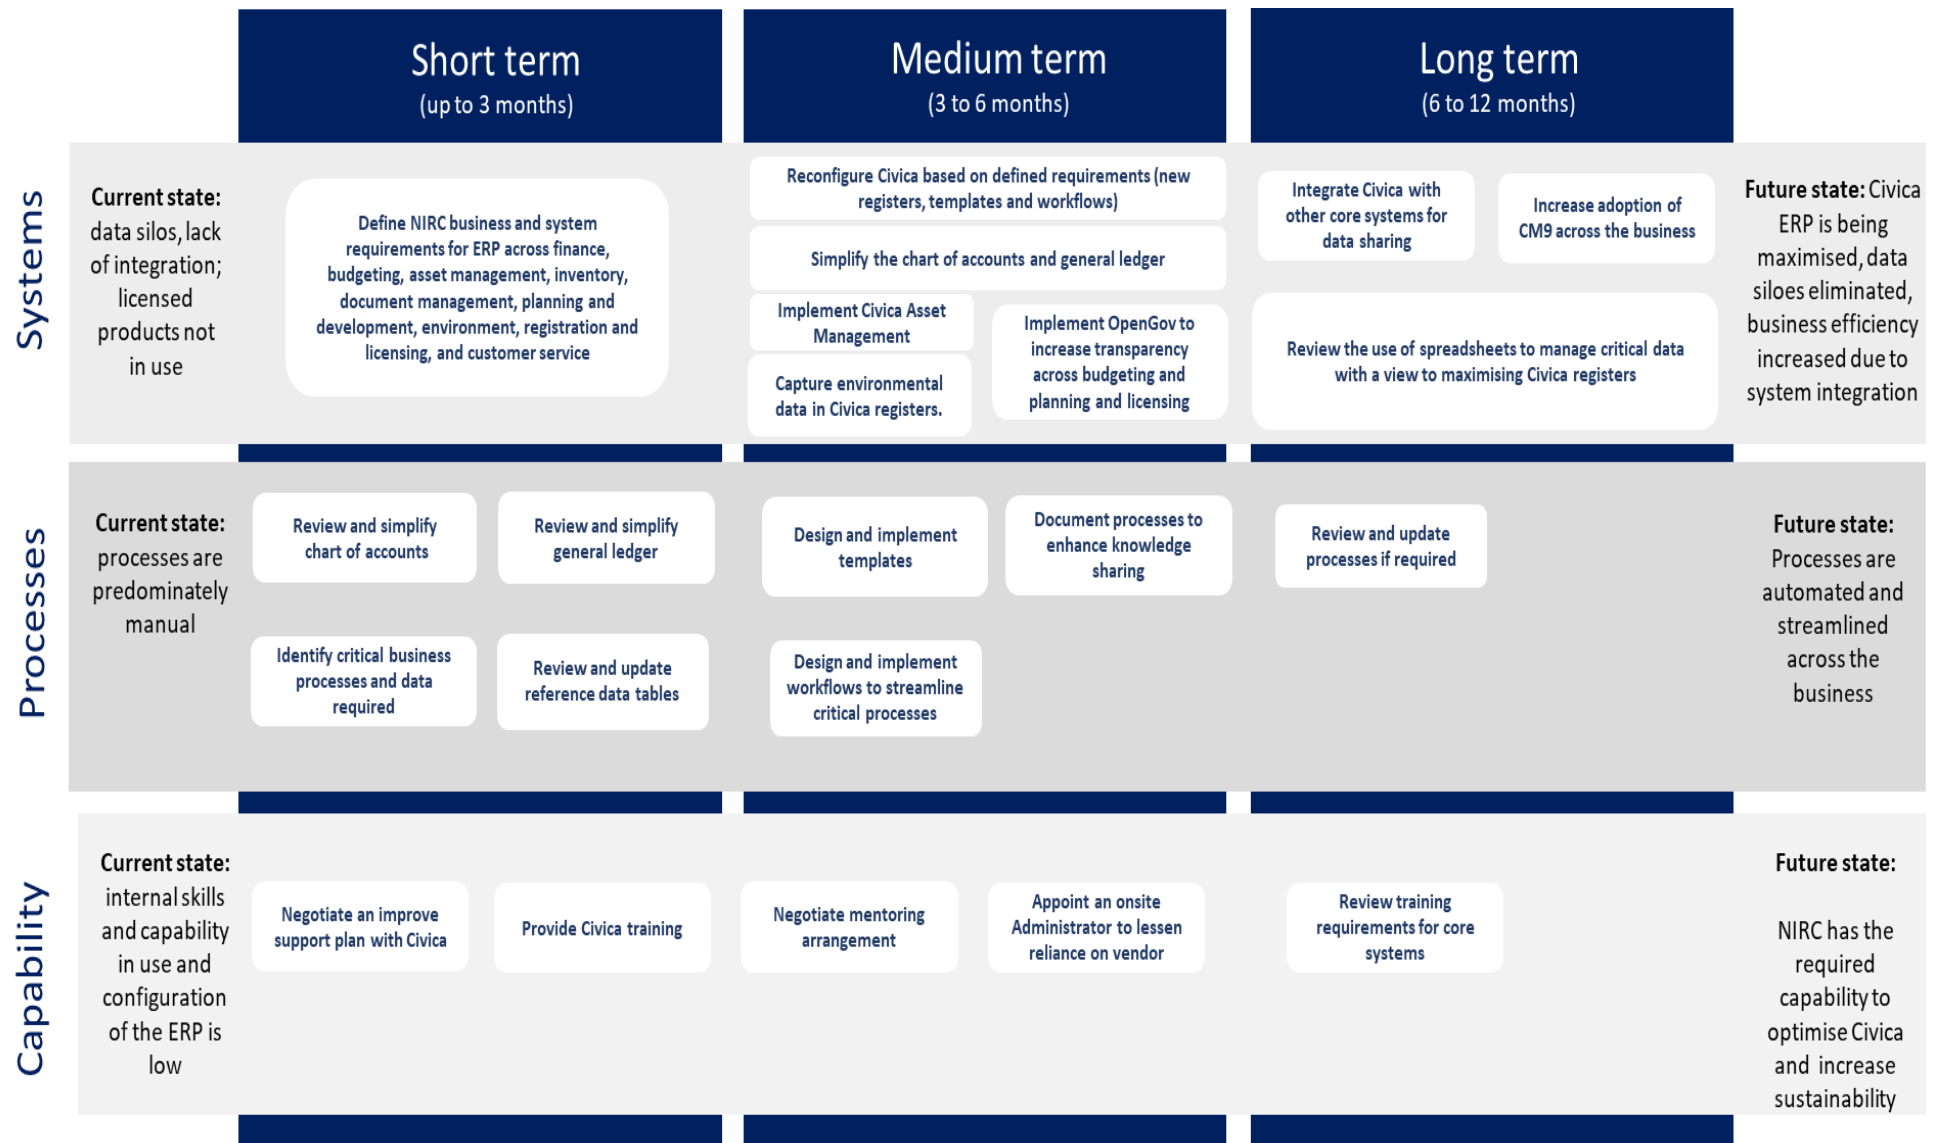 Short term
(up to 3 months)
Medium term
(3 to 6 months)
Long term
(6 to 12 months)
Systems
Current state:
data silos, lack
of integration;
licensed
products not
in use
Define NIRC business and system
requirements for ERP across finance,
budgeting, asset management, inventory,
document management, planning and
development, environment, registration and
licensing, and customer service
Reconfigure Civica based on defined requirements (new
registers, templates and workflows)
Simplify the chart of accounts and general ledger
Implement Civica Asset
Management
Capture environmental
data in Civica registers.
Implement OpenGov to
increase transparency
across budgeting and
planning and licensing
Integrate Civica with
other core systems for
data sharing
Increase adoption of
CM9 across the business
Review the use of spreadsheets to manage critical data
with a view to maximising Civica registers
Future state: Civica
ERP is being
maximised, data
siloes eliminated,
business efficiency
increased due to
system integration
Processes
Current state:
processes are
predominately
manual
Review and simplify
chart of accounts
Review and simplify
general ledger
Identify critical business
processes and data
required
Review and update
reference data tables
Design and implement
templates
Document processes to
enhance knowledge
sharing
Design and implement
workflows to streamline
critical processes
Review and update
processes if required
Future state:
Processes are
automated and
streamlined
across the
business
Capability
Current state:
internal skills
and capability
in use and
configuration
of the ERP is
low
Negotiate an improve
support plan with Civica
Provide Civica training
Negotiate mentoring
arrangement
Appoint an onsite
Administrator to lessen
reliance on vendor
Review training
requirements for core
systems
Future state:
NIRC has the
required
capability to
optimise Civica
and increase
sustainability